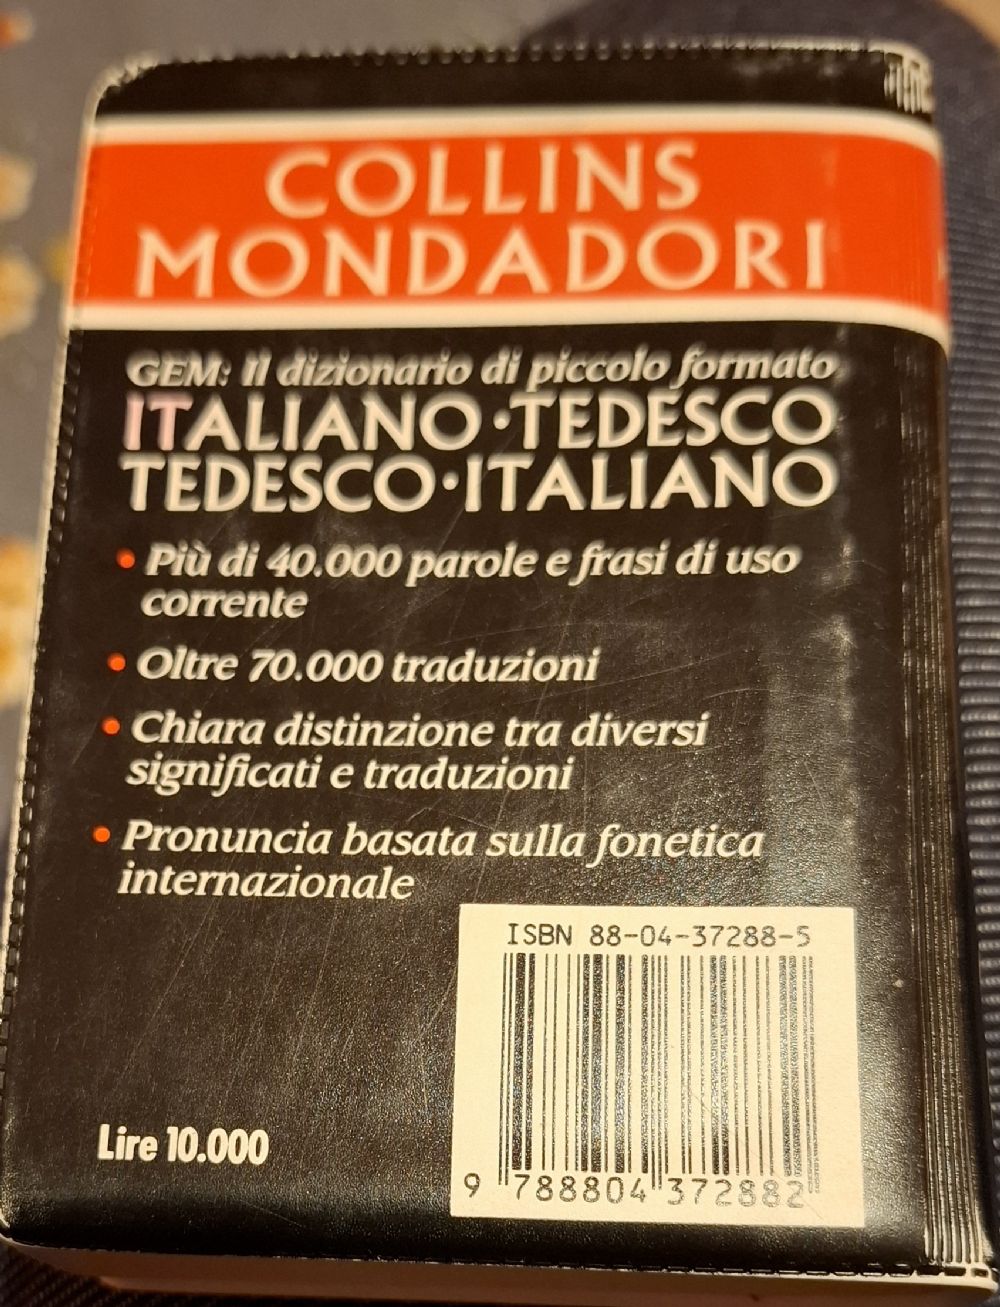 COLLINS
MONDADORI
GEM: Il dizionario di piccolo formato
ITALIANO·TEDESCO
TEDESCO·ITALIANO
• Più di 40.000 parole e frasi di uso
corrente
• Oltre 70.000 traduzioni
• Chiara distinzione tra diversi
significati e traduzioni
• Pronuncia basata sulla fonetica
internazionale
ISBN 88-04-37288-5
9 788804 372882
Lire 10.000